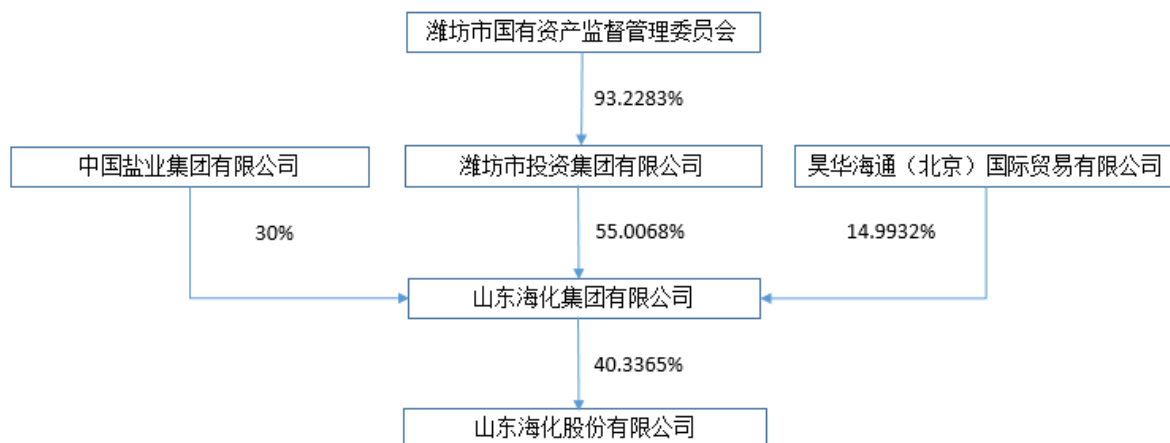 潍坊市国有资产监督管理委员会
93.2283%
中国盐业集团有限公司
潍坊市投资集团有限公司
昊华海通（北京）国际贸易有限公司
30%
55.0068%
14.9932%
山东海化集团有限公司
40.3365%
山东海化股份有限公司